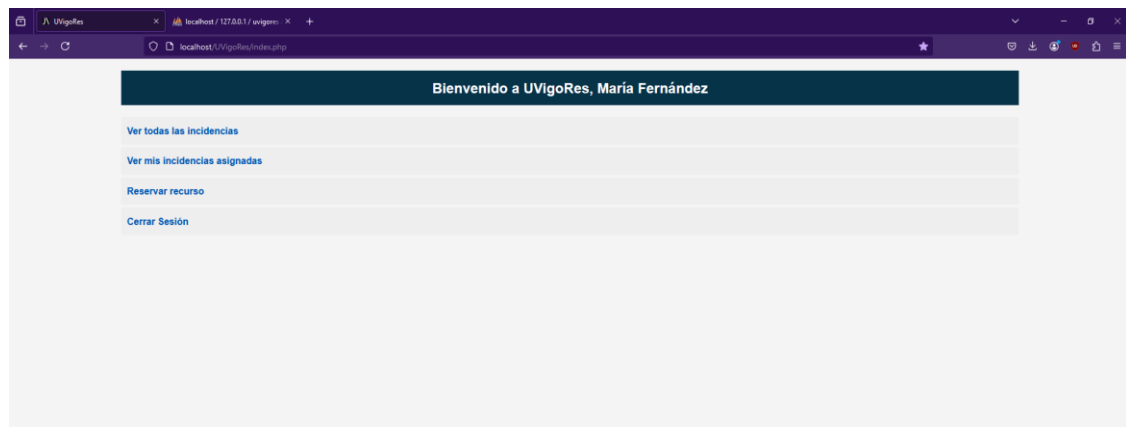 UVigoRes
localhost / 127.0.0.1 / uvigores
localhost/UVigoRes/index.php
Bienvenido a UVigoRes, María Fernández
Ver todas las incidencias
Ver mis incidencias asignadas
Reservar recurso
Cerrar Sesión